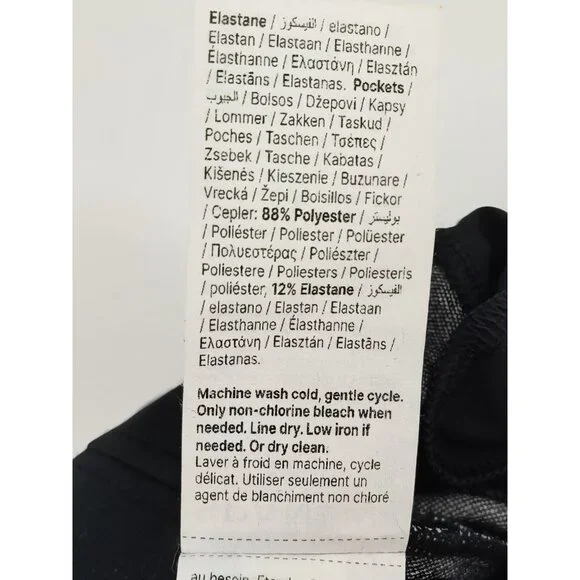 Elastane / انفيسكوز / elastano /
Elastan / Elastaan / Elasthanne /
Élasthanne / Ελαστάνη / Elasztán
/ Elastāns / Elastanas. Pockets /
الجيوب / Bolsos / Džepovi / Kapsy
/ Lommer / Zakken / Taskud /
Poches / Taschen / Τσέπες /
Zsebek / Tasche / Kabatas /
Kišenés / Kieszenie / Buzunare /
Vrecká / Žepi / Bolsillos / Fickor
/ Cepler: 88% Polyester / بوليستر
/ Poliéster / Poliester / Polüester
/ Πολυεστέρας / Poliészter /
Poliestere / Poliesters / Poliesteris
/ poliéster, 12% Elastane / الفيسكوز
/ elastano / Elastan / Elastaan
/ Elasthanne / Élasthanne /
Ελαστάνη / Elasztán / Elastāns /
Elastanas.
Machine wash cold, gentle cycle.
Only non-chlorine bleach when
needed. Line dry. Low iron if
needed. Or dry clean.
Laver à froid en machine, cycle
délicat. Utiliser seulement un
agent de blanchiment non chloré
au besoin.